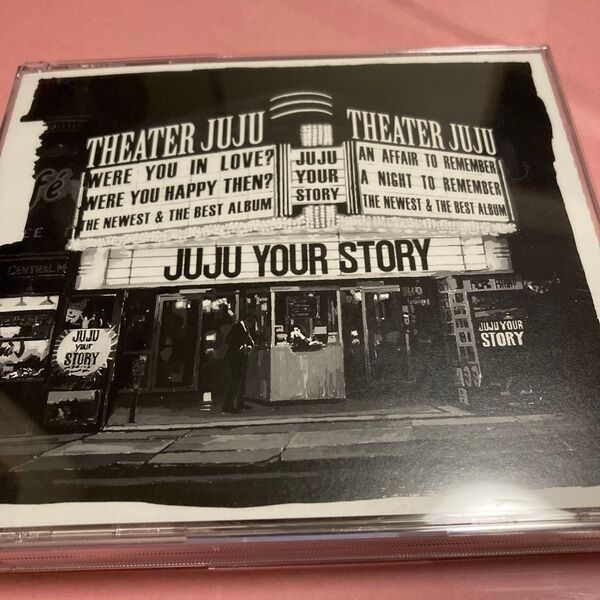 THEATER JUJU
WERE YOU IN LOVE?
WERE YOU HAPPY THEN?
THE NEWEST & THE BEST ALBUM
JUJU
YOUR
STORY
THEATER JUJU
AN AFFAIR TO REMEMBER
A NIGHT TO REMEMBER
THE NEWEST & THE BEST ALBUM
JUJU YOUR STORY
CENTRAL
JUJU
YOUR
STORY
JUJU YOUR
STORY